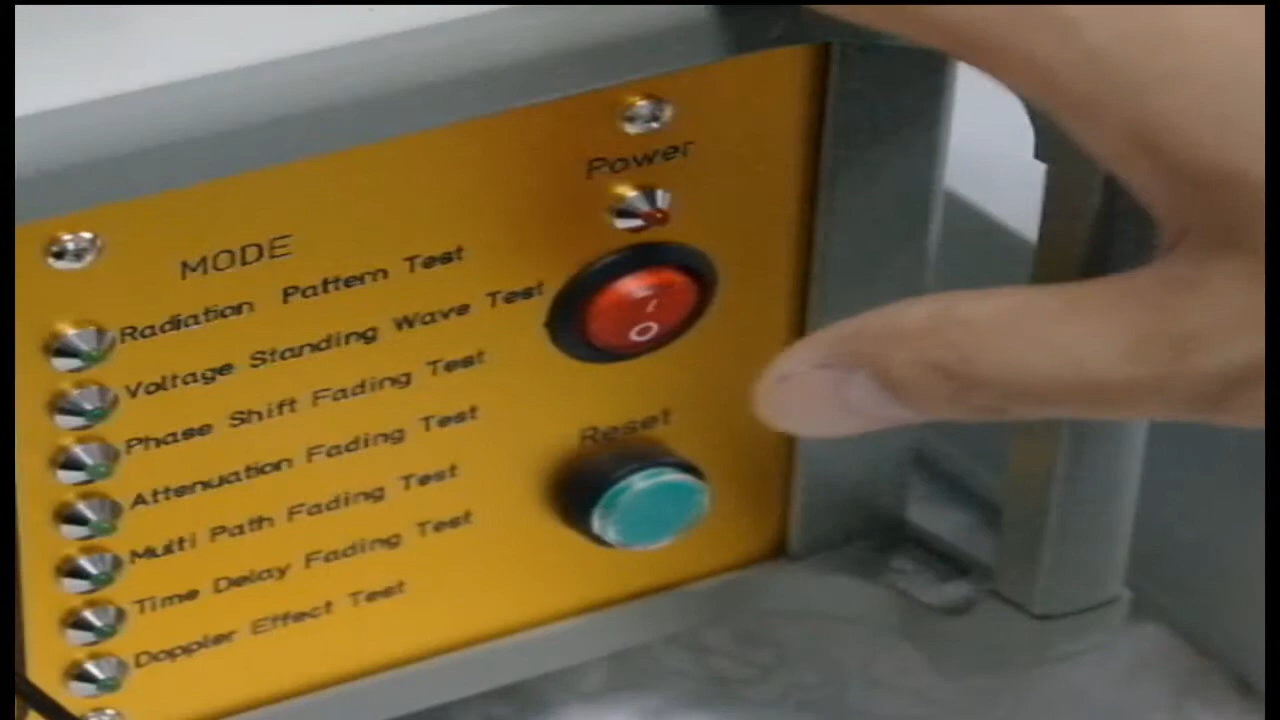 Power
MODE
Radiation Pattern Test
Voltage Standing Wave Test
Phase Shift Fading Test
Attenuation Fading Test
Multi Path Fading Test
Time Delay Fading Test
Doppler Effect Test
I
O
Reset